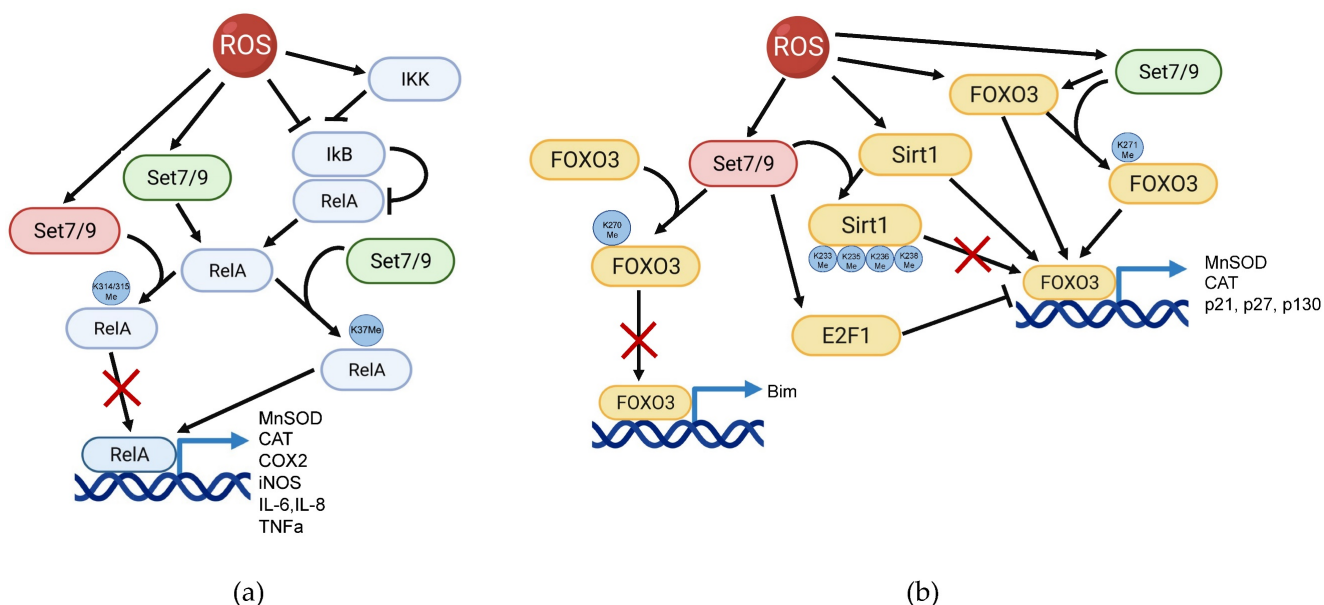 ROS
IKK
IkB
RelA
Set7/9
Set7/9
RelA
Set7/9
K314/315
Me
RelA
K37Me
RelA
RelA
MnSOD
CAT
COX2
iNOS
IL-6,IL-8
TNFa
(a)
ROS
Set7/9
FOXO3
FOXO3
Set7/9
Sirt1
K271
Me
FOXO3
K270
Me
FOXO3
Sirt1
K233
Me
K235
Me
K236
Me
K238
Me
FOXO3
MnSOD
CAT
p21, p27, p130
E2F1
FOXO3
Bim
(b)